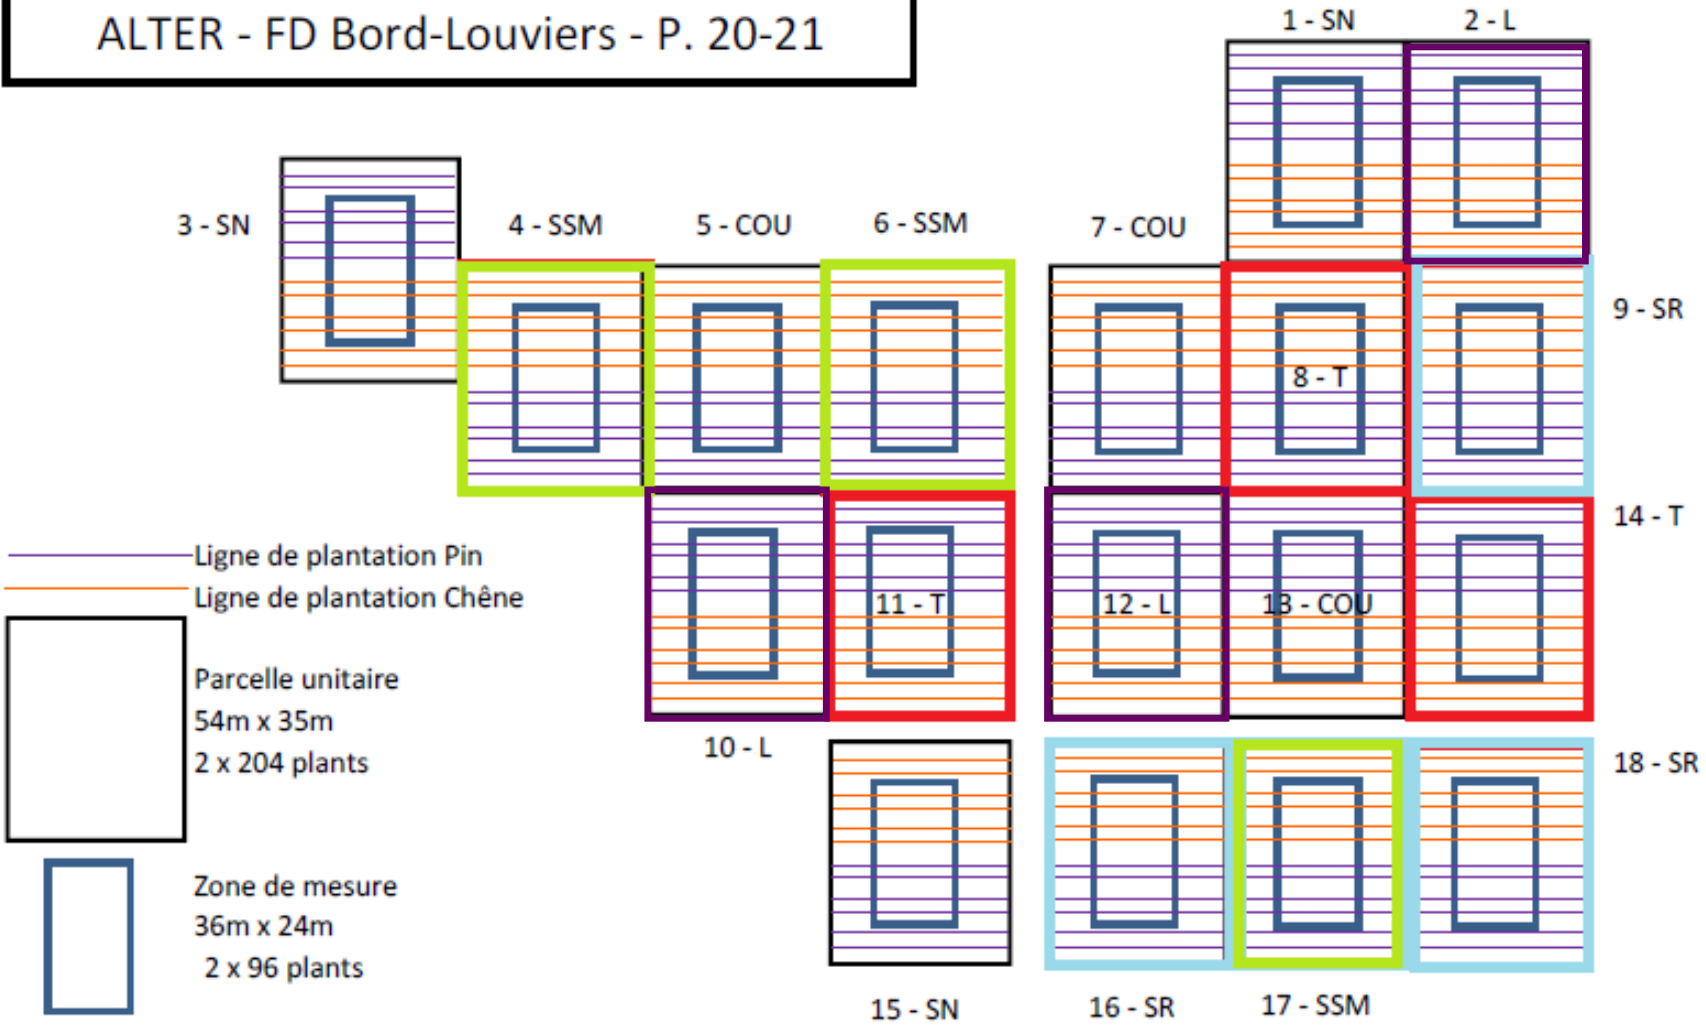 ALTER - FD Bord-Louviers - P. 20-21
1 - SN
2 - L
3 - SN
4 - SSM
5 - COU
6 - SSM
7 - COU
8 - T
9 - SR
10 - L
11 - T
12 - L
13 - COU
14 - T
15 - SN
16 - SR
17 - SSM
18 - SR
Ligne de plantation Pin
Ligne de plantation Chêne
Parcelle unitaire
54m x 35m
2 x 204 plants
Zone de mesure
36m x 24m
2 x 96 plants